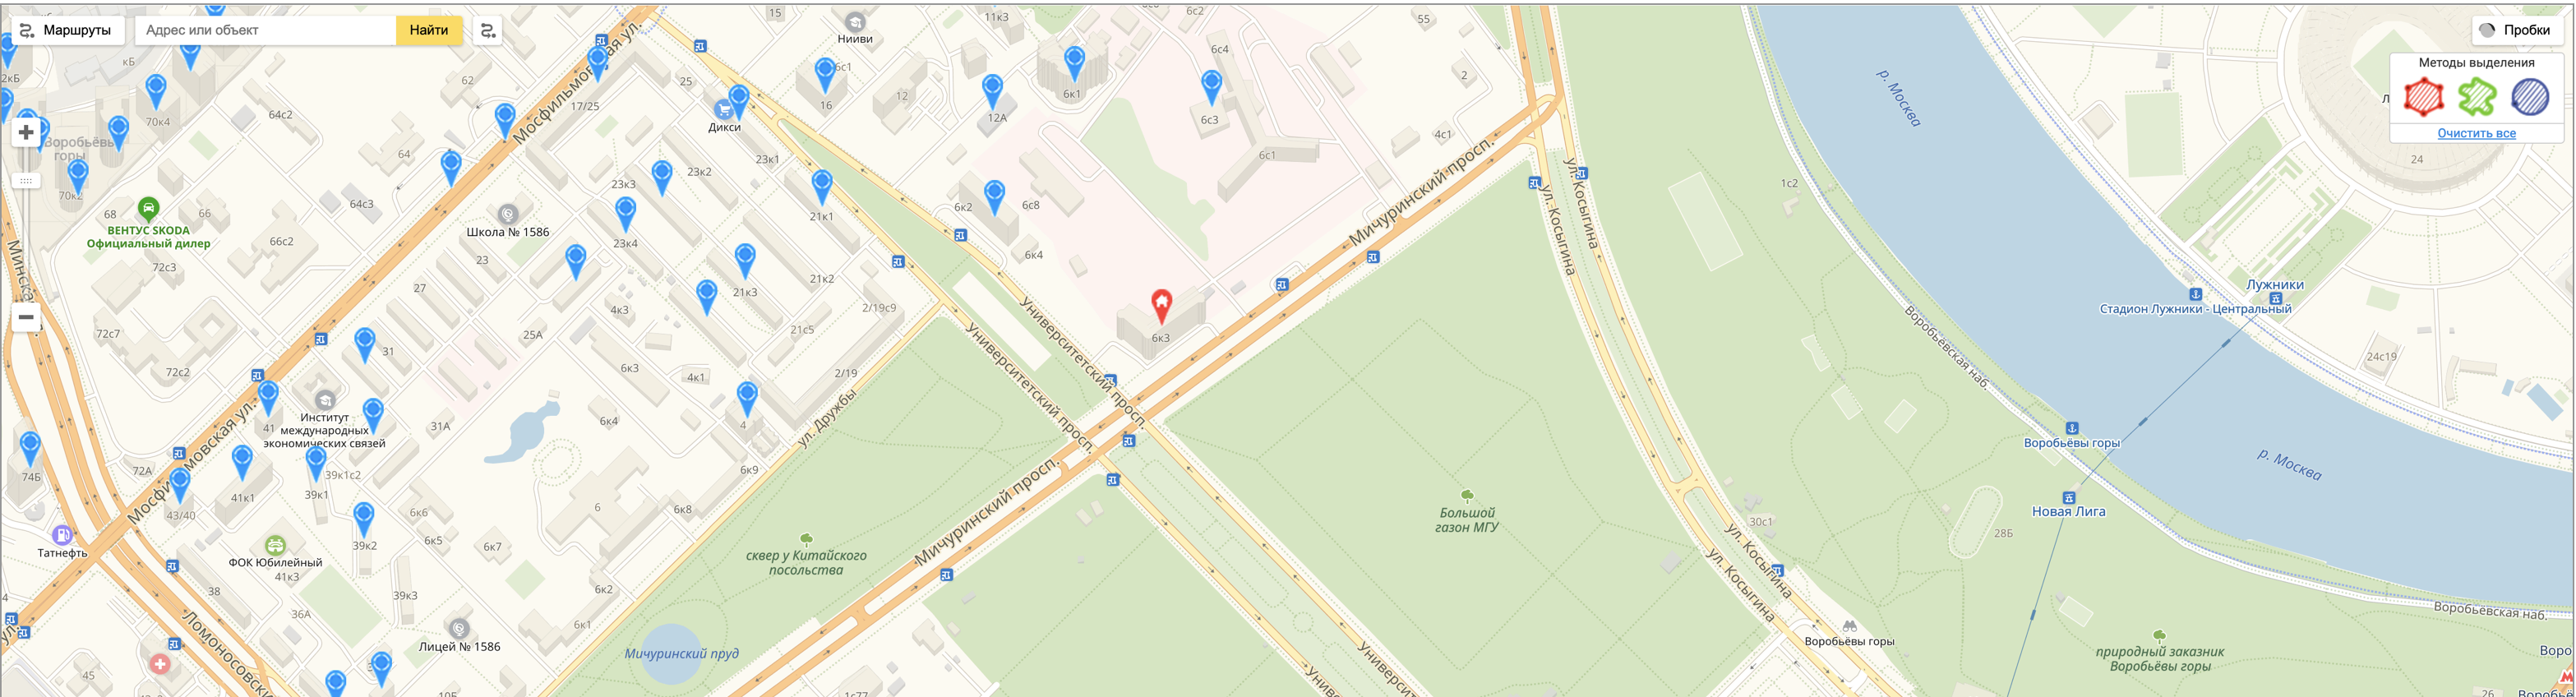 Маршруты
Адрес или объект
Найти
Пробки
Методы выделения
Очистить все
15
Нииви
11к3
6с2
55
кБ
2кБ
62
25
6с1
16
12
12А
6к1
6с4
6с3
6с1
2
4с1
24
70к4
Воробьёвы
горы
70к2
64с2
64
64с3
Мосфильмовская ул.
17/25
Дикси
23к1
23к2
23к3
23к4
21к1
6к2
6с8
6к4
Мичуринский просп.
ул. Косыгина
ул. Косыгина
1с2
р. Москва
68
66
ВЕНТУС SKODA
Официальный дилер
66с2
72с3
Школа № 1586
23
27
21к2
21к3
2/19с9
21с5
4к3
25А
Минская
72с7
72с2
31
6к3
4к1
2/19
6к3
Университетский просп.
Университетский просп.
Лужники
Стадион Лужники - Центральный
Воробьёвская наб.
24с19
Институт
международных
экономических связей
41
31А
6к4
4
ул. Дружбы
6к9
74Б
72А
Мосфильмовская ул.
41к1
39к1с2
39к1
43/40
6
6к8
6к6
6к5
6к7
39к2
Татнефть
ФОК Юбилейный
41к3
38
36А
39к3
6к2
6к1
Мичуринский просп.
сквер у Китайского
посольства
Большой
газон МГУ
Воробьёвы горы
р. Москва
Новая Лига
30с1
28Б
ул. Косыгина
ул. Косыгина
Воробьёвская наб.
Воробьёвы горы
природный заказник
Воробьёвы горы
Лицей № 1586
Мичуринский пруд
45
4
1с77
26
Воро